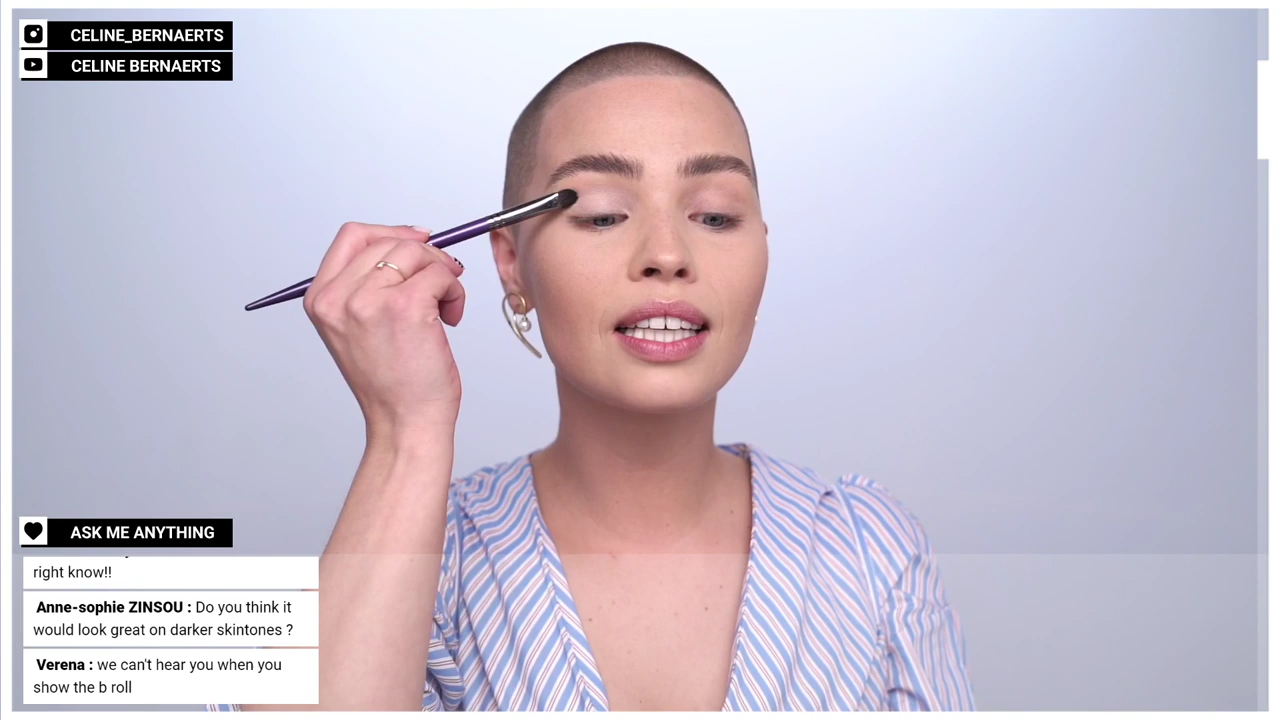 CELINE_BERNAERTS
CELINE BERNAERTS
ASK ME ANYTHING
right know!!
Anne-sophie ZINSOU : Do you think it
would look great on darker skintones ?
Verena : we can't hear you when you
show the b roll